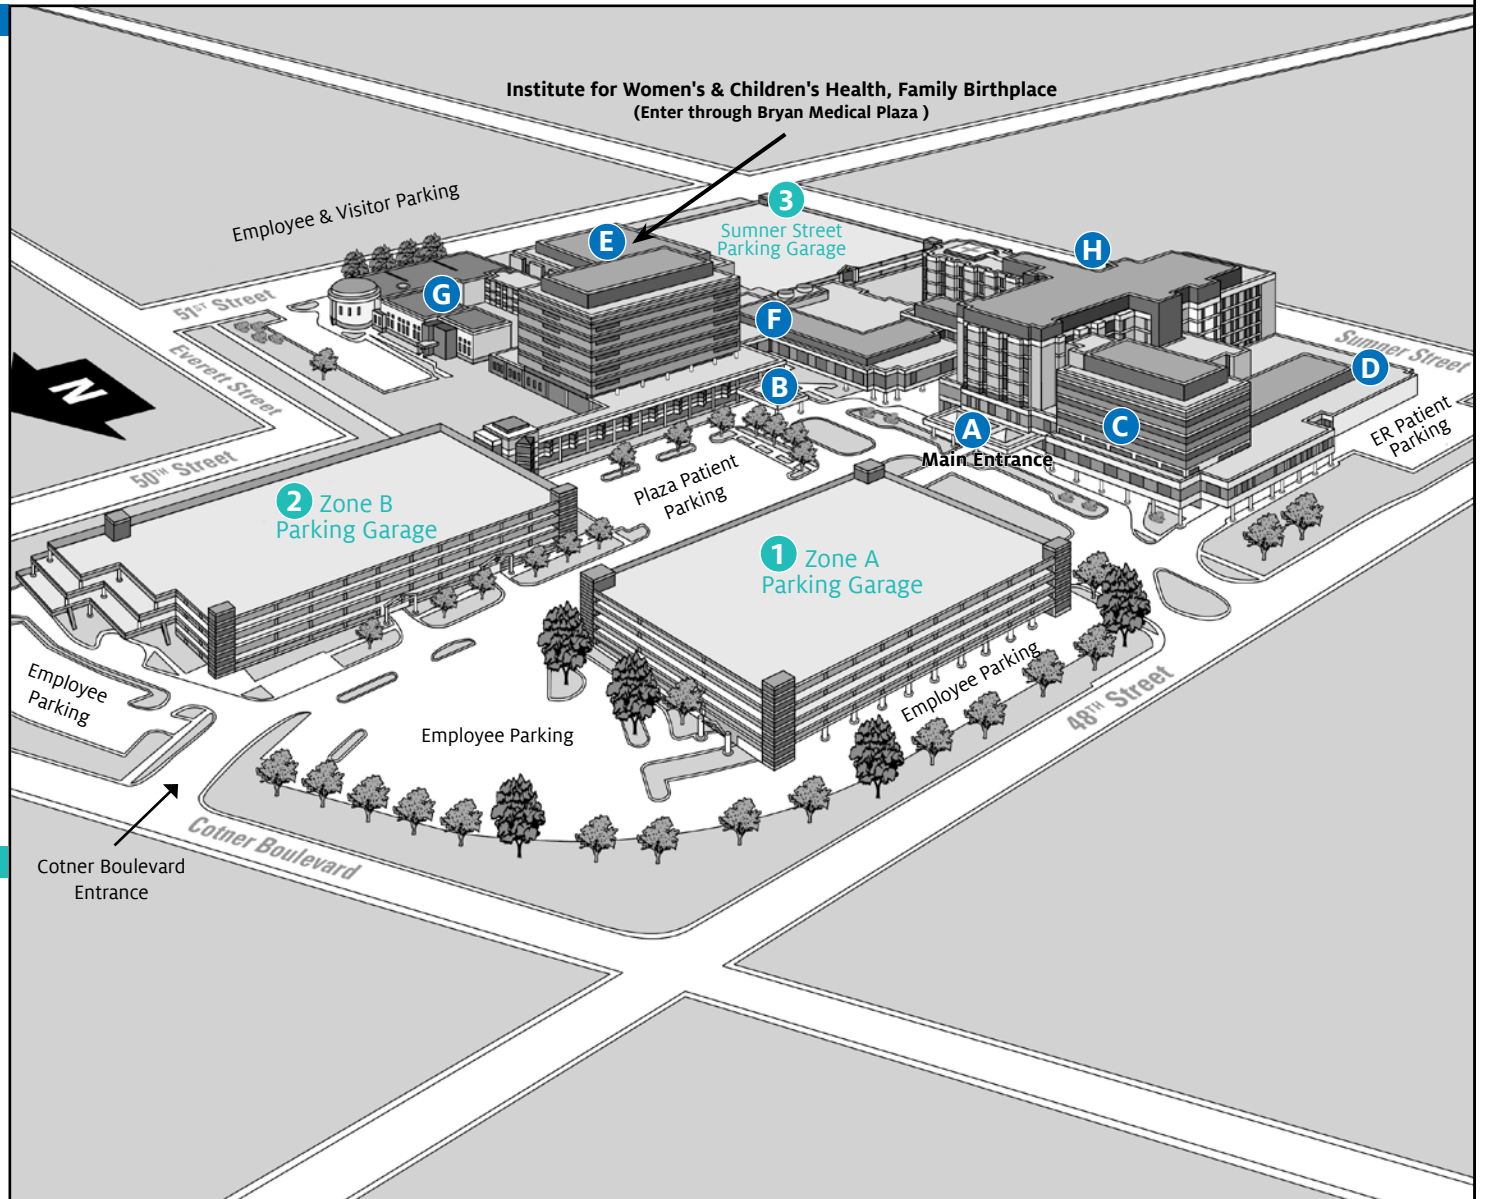 Institute for Women's & Children's Health, Family Birthplace
(Enter through Bryan Medical Plaza )
Employee & Visitor Parking
3
Sumner Street
Parking Garage
E
H
G
51ST Street
F
Everett Street
Sumner Street
D
B
A
Main Entrance
C
ER Patient
Parking
N
50TH Street
Plaza Patient
Parking
2 Zone B
Parking Garage
1 Zone A
Parking Garage
Employee
Parking
Employee Parking
48TH Street
Employee Parking
Cotner Boulevard
Cotner Boulevard
Entrance